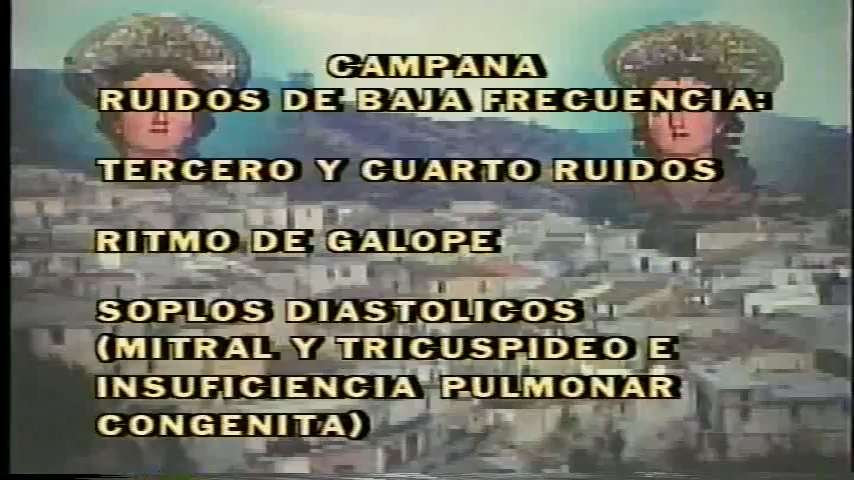 CAMPANA
RUIDOS DE BAJA FRECUENCIA:
TERCERO Y CUARTO RUIDOS
RITMO DE GALOPE
SOPLOS DIASTOLICOS
(MITRAL Y TRICUSPIDEO E
INSUFICIENCIA PULMONAR
CONGENITA)